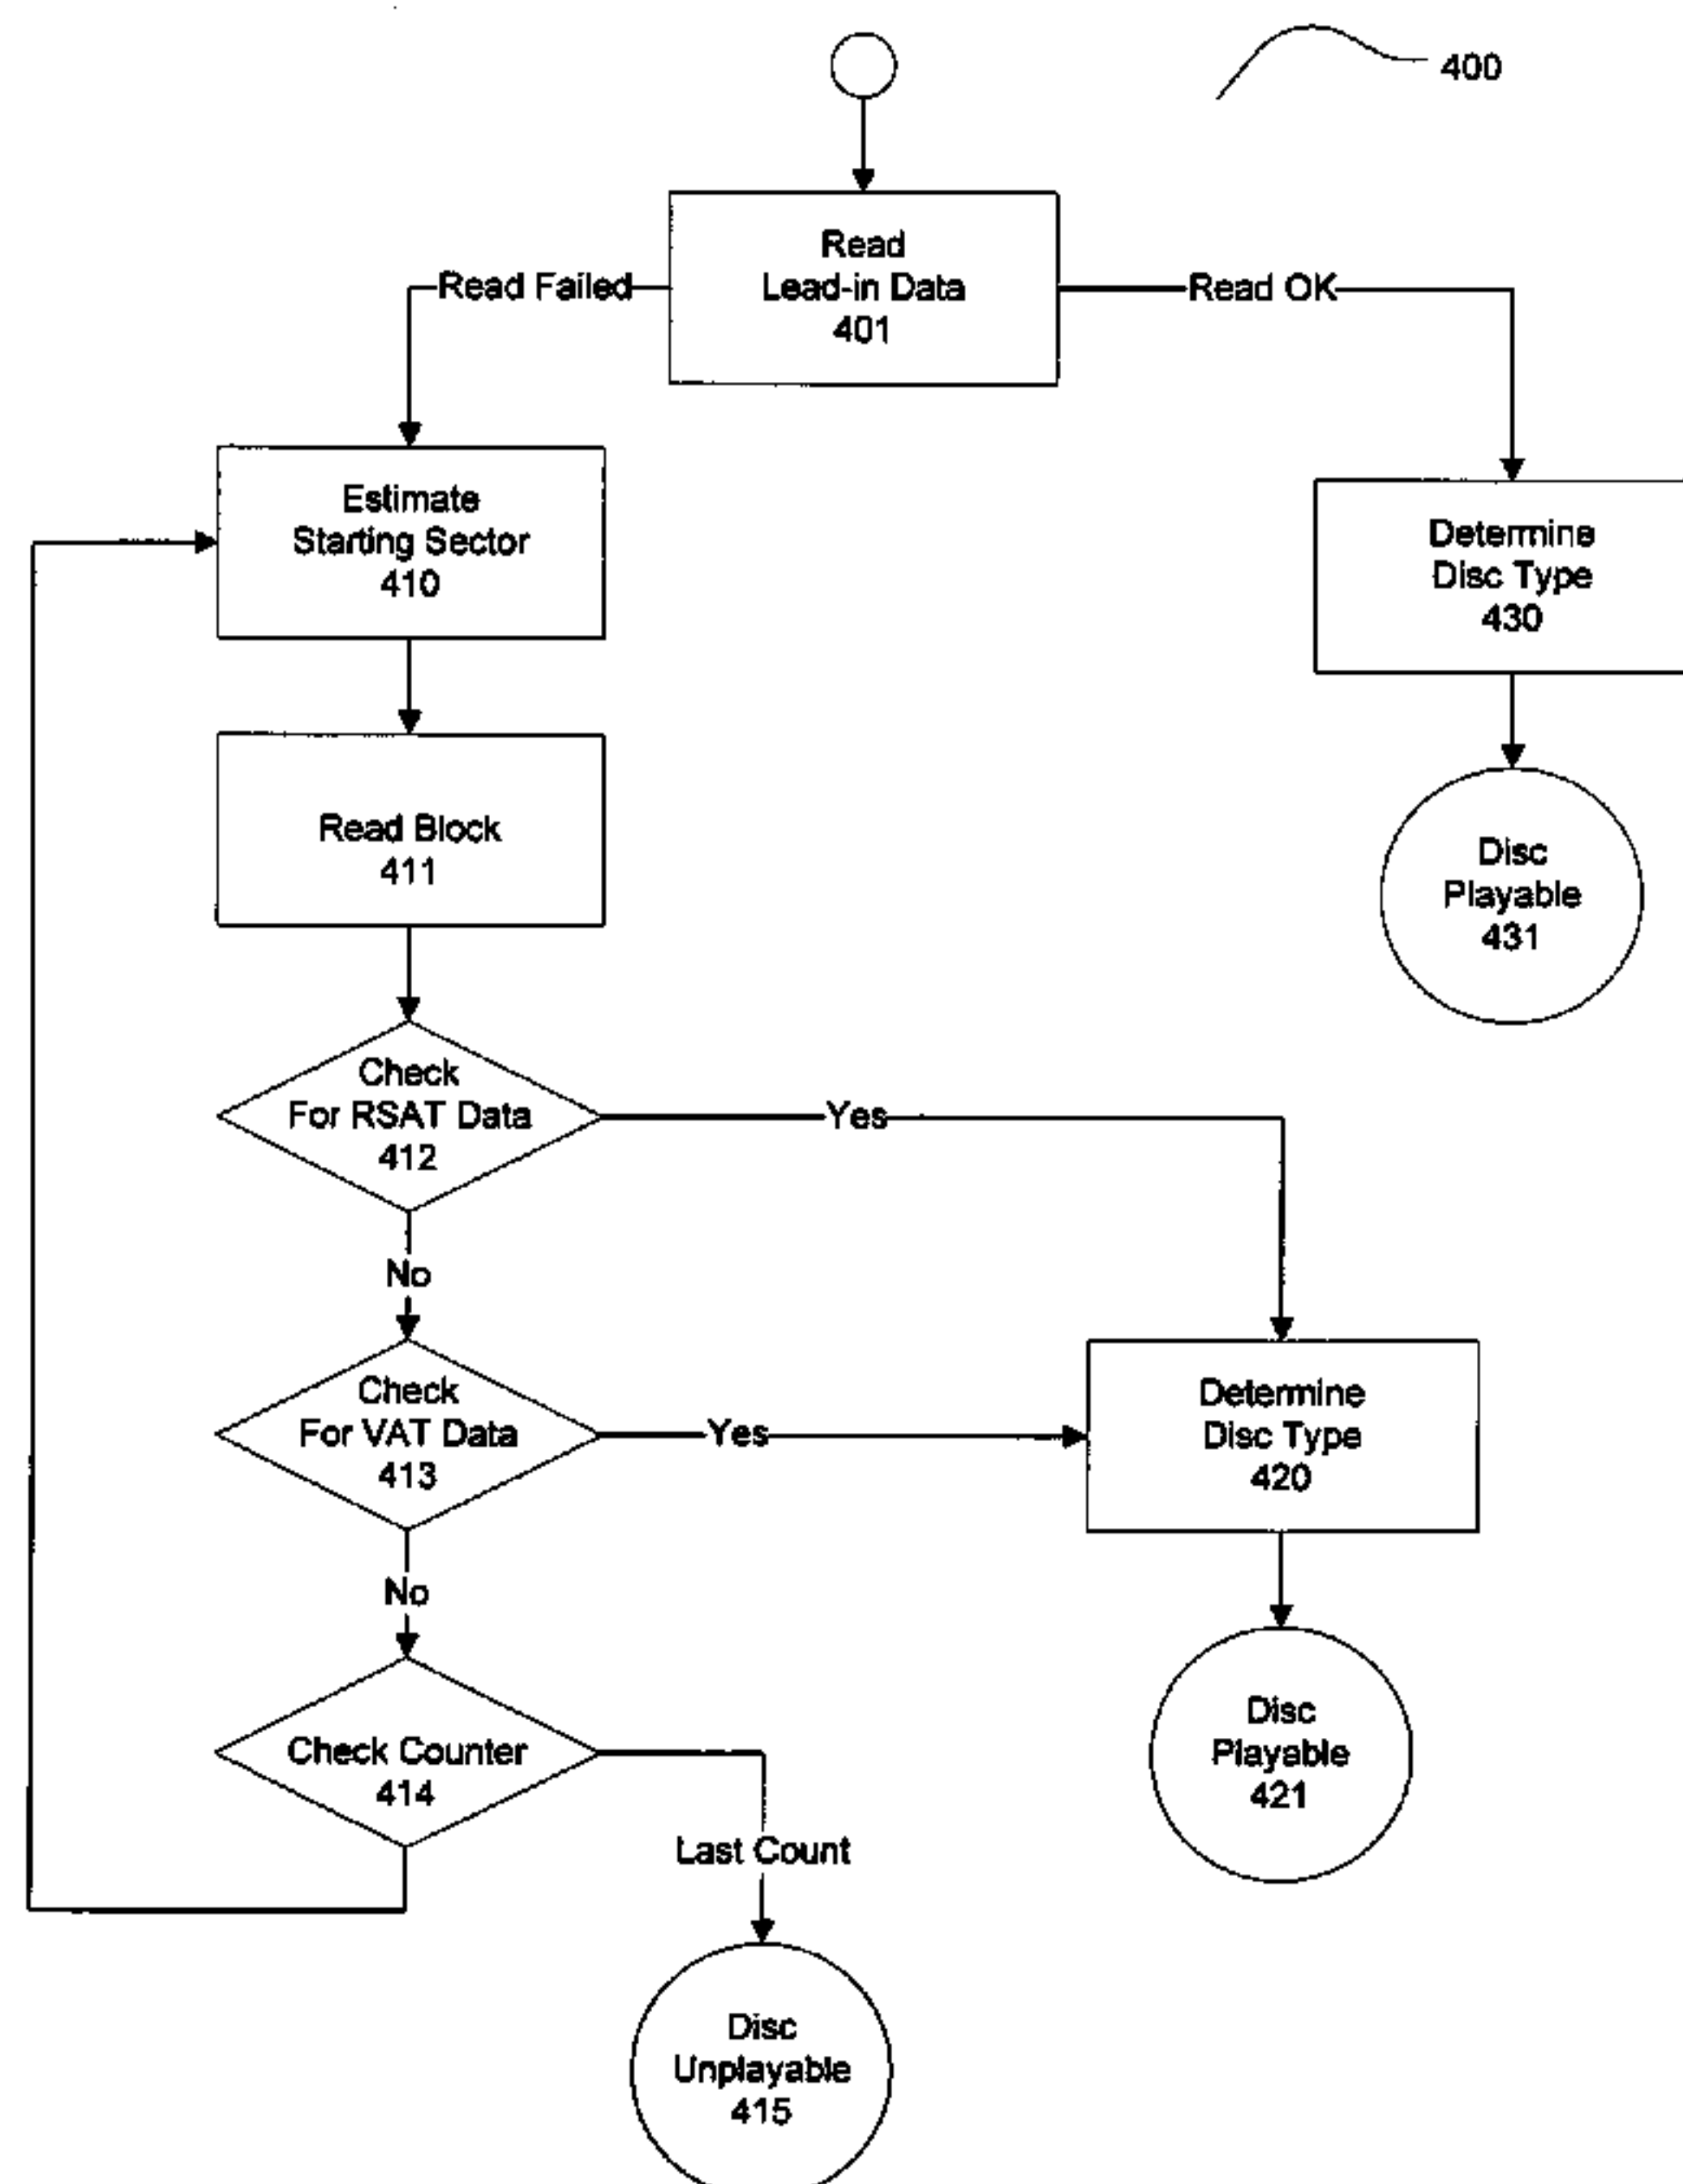 400
Read
Lead-in Data
401
Read Failed
Read OK
Estimate
Starting Sector
410
Determine
Disc Type
430
Read Block
411
Disc
Playable
431
Check
For RSAT Data
412
Yes
No
Check
For VAT Data
413
Yes
Determine
Disc Type
420
No
Check Counter
414
Last Count
Disc
Playable
421
Disc
Unplayable
415